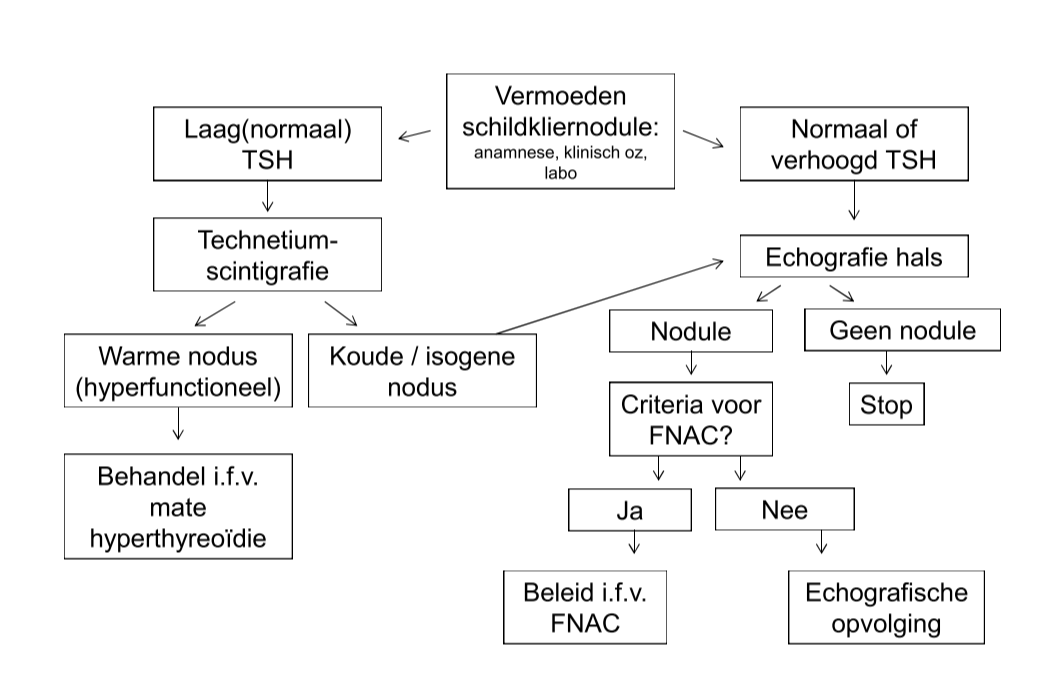 Vermoeden
schildkliernodule:
anamnese, klinisch oz,
labo
Laag(normaal)
TSH
Normaal of
verhoogd TSH
Technetium-
scintigrafie
Echografie hals
Warme nodus
(hyperfunctioneel)
Koude / isogene
nodus
Nodule
Geen nodule
Behandel i.f.v.
mate
hyperthyreoïdie
Criteria voor
FNAC?
Stop
Ja
Nee
Beleid i.f.v.
FNAC
Echografische
opvolging